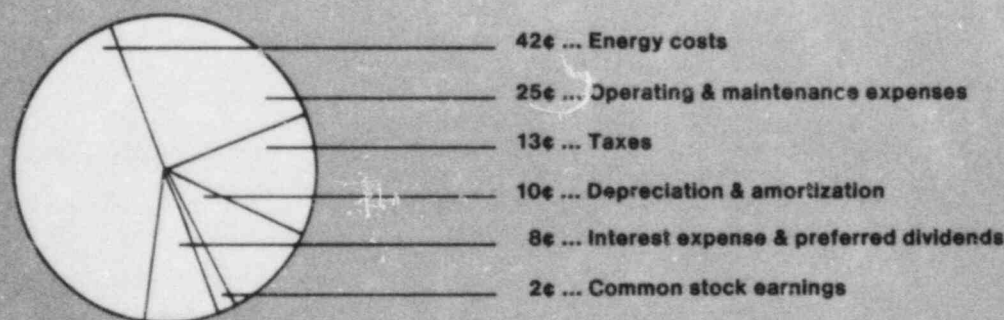 42¢ ... Energy costs
25¢ ... Operating & maintenance expenses
13¢ ... Taxes
10¢ ... Depreciation & amortization
8¢ ... Interest expense & preferred dividends
2¢ ... Common stock earnings